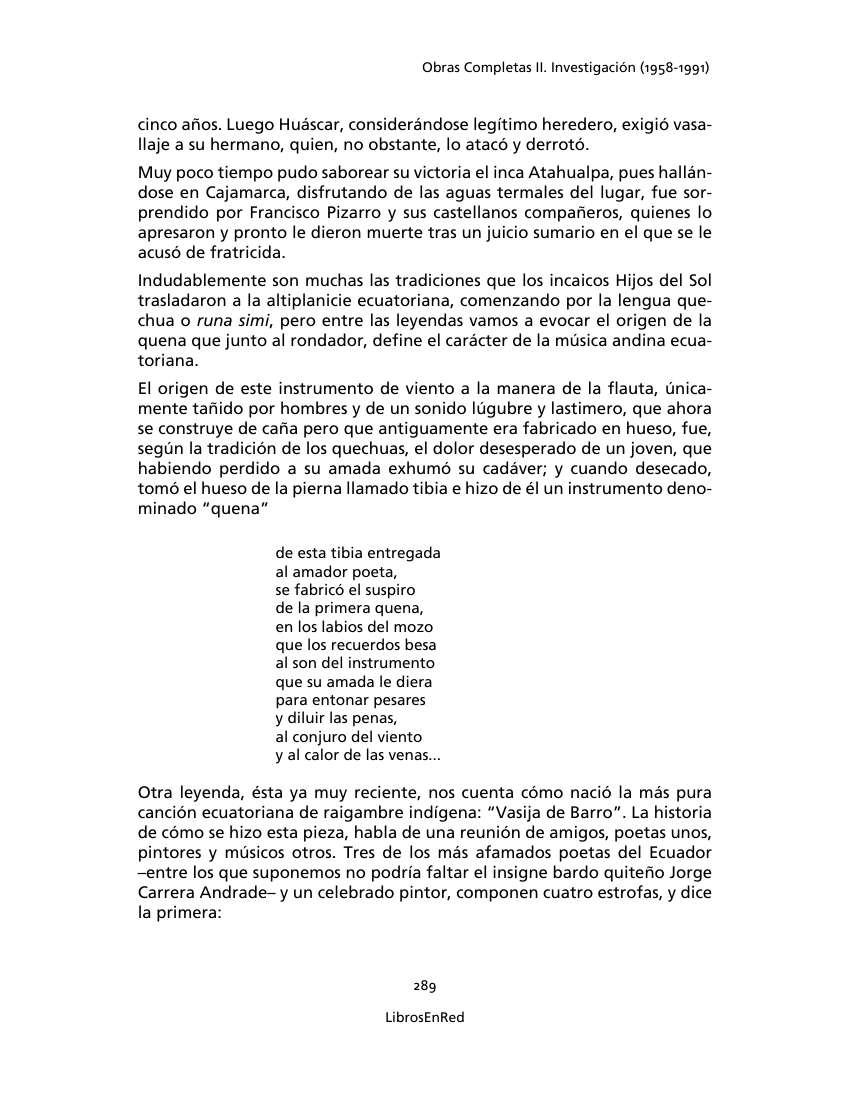 Obras Completas II. Investigación (1958-1991)
cinco años. Luego Huáscar, considerándose legítimo heredero, exigió vasa-
llaje a su hermano, quien, no obstante, lo atacó y derrotó.
Muy poco tiempo pudo saborear su victoria el inca Atahualpa, pues hallán-
dose en Cajamarca, disfrutando de las aguas termales del lugar, fue sor-
prendido por Francisco Pizarro y sus castellanos compañeros, quienes lo
apresaron y pronto le dieron muerte tras un juicio sumario en el que se le
acusó de fratricida.
Indudablemente son muchas las tradiciones que los incaicos Hijos del Sol
trasladaron a la altiplanicie ecuatoriana, comenzando por la lengua que-
chua o runa simi, pero entre las leyendas vamos a evocar el origen de la
quena que junto al rondador, define el carácter de la música andina ecua-
toriana.
El origen de este instrumento de viento a la manera de la flauta, única-
mente tañido por hombres y de un sonido lúgubre y lastimero, que ahora
se construye de caña pero que antiguamente era fabricado en hueso, fue,
según la tradición de los quechuas, el dolor desesperado de un joven, que
habiendo perdido a su amada exhumó su cadáver; y cuando desecado,
tomó el hueso de la pierna llamado tibia e hizo de él un instrumento deno-
minado “quena”
de esta tibia entregada
al amador poeta,
se fabricó el suspiro
de la primera quena,
en los labios del mozo
que los recuerdos besa
al son del instrumento
que su amada le diera
para entonar pesares
y diluir las penas,
al conjuro del viento
y al calor de las venas...
Otra leyenda, ésta ya muy reciente, nos cuenta cómo nació la más pura
canción ecuatoriana de raigambre indígena: “Vasija de Barro”. La historia
de cómo se hizo esta pieza, habla de una reunión de amigos, poetas unos,
pintores y músicos otros. Tres de los más afamados poetas del Ecuador
–entre los que suponemos no podría faltar el insigne bardo quiteño Jorge
Carrera Andrade– y un celebrado pintor, componen cuatro estrofas, y dice
la primera:
289
LibrosEnRed